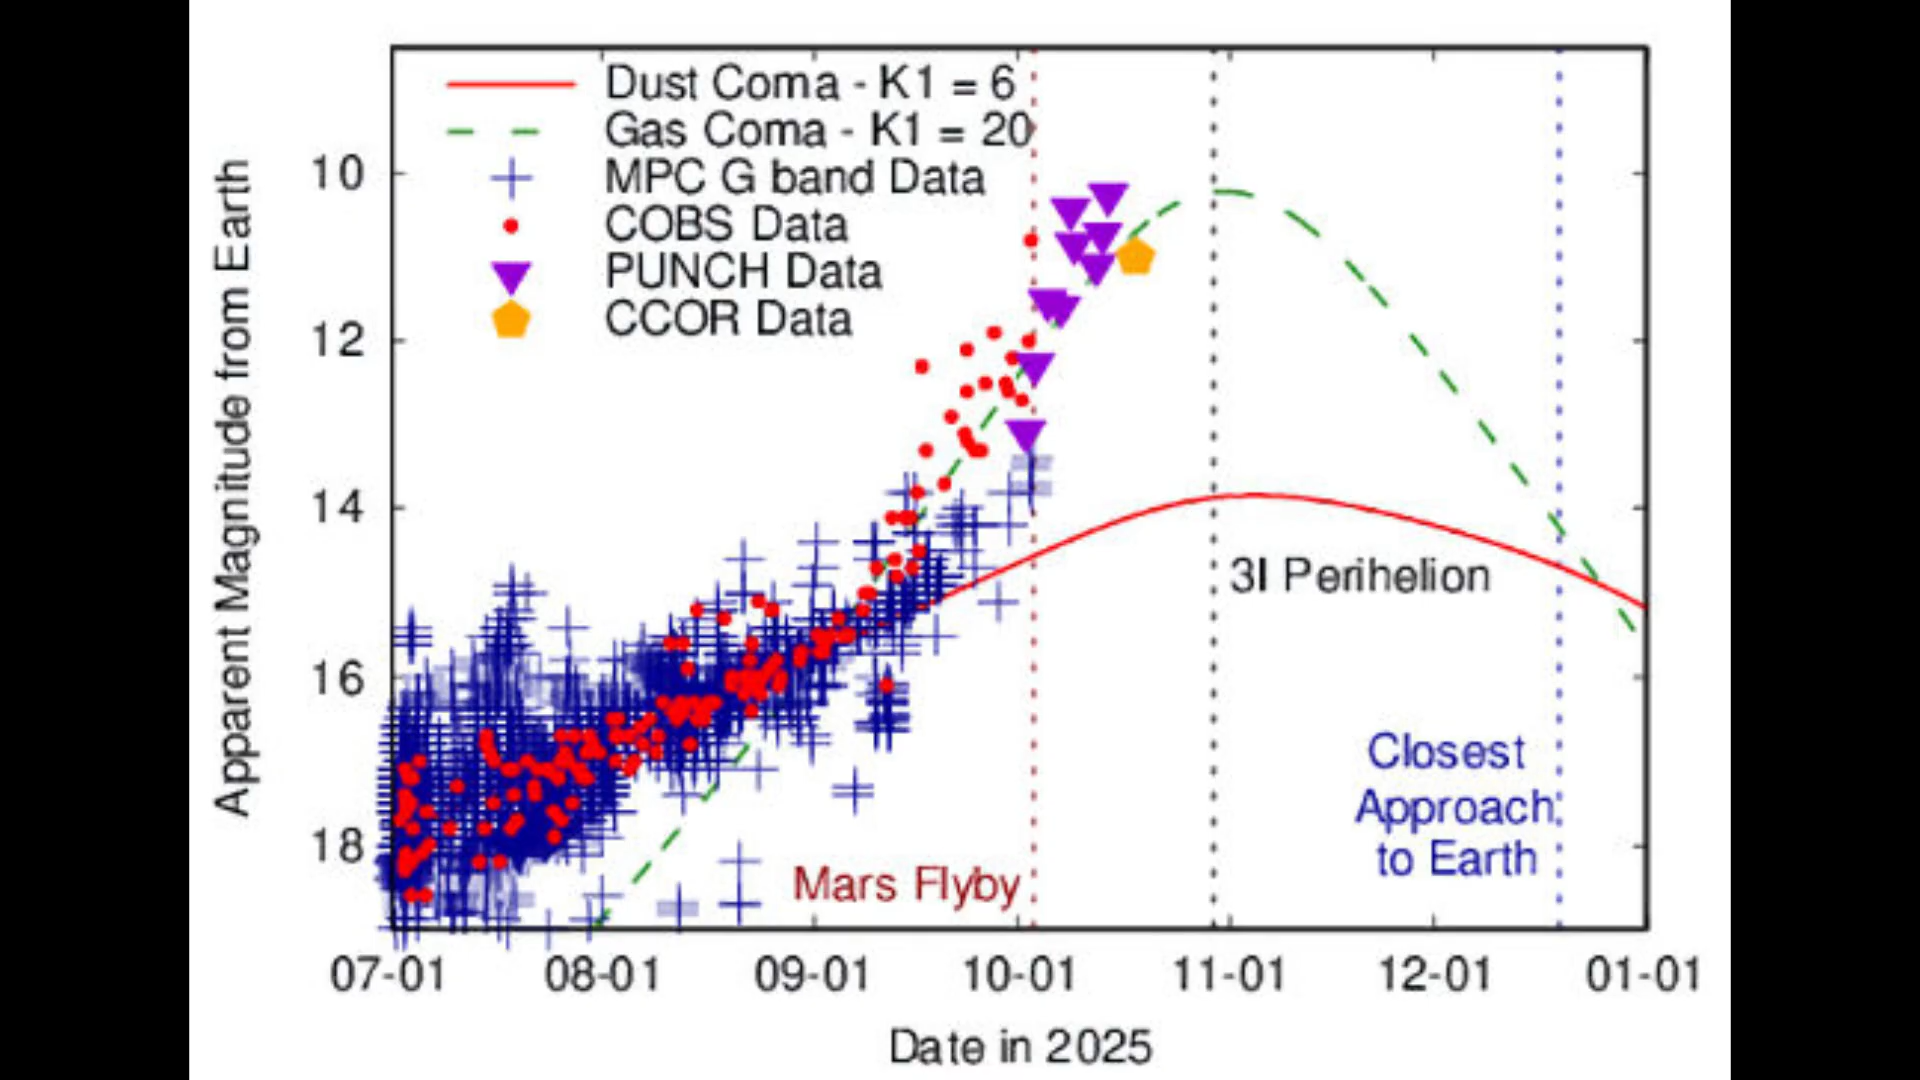 Dust Coma - K1 = 6
Gas Coma - K1 = 20
MPC G band Data
COBS Data
PUNCH Data
CCOR Data
Apparent Magnitude from Earth
10
12
14
16
18
3I Perihelion
Closest
Approach
to Earth
Mars Flyby
07-01 08-01 09-01 10-01 11-01 12-01 01-01
Date in 2025